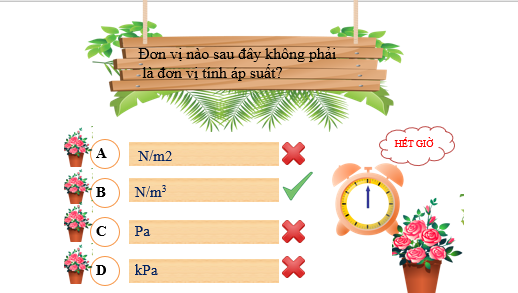 Đơn vị nào sau đây không phải
là đơn vị tính áp suất?
HẾT GIỜ
A N/m2
B N/m³
C Pa
D kPa